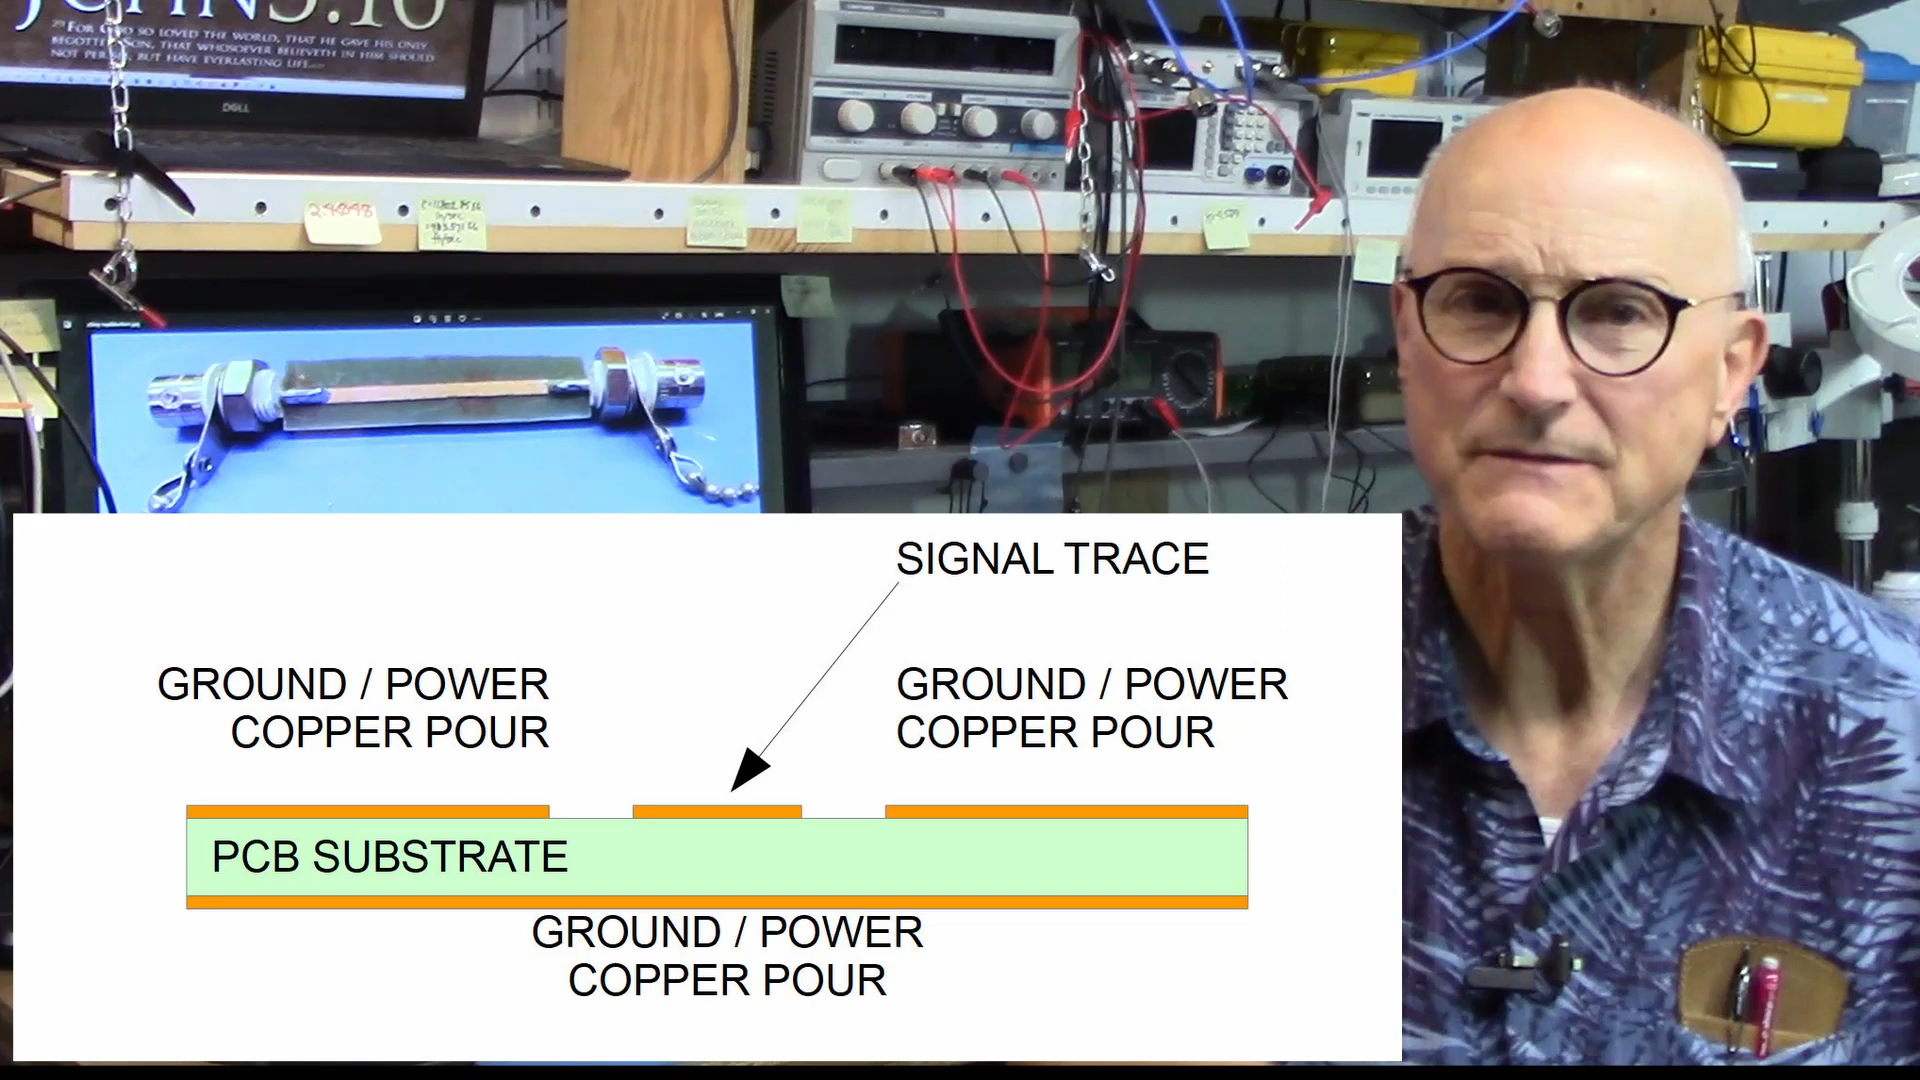 JOHN 3:16
FOR GOD SO LOVED THE WORLD, THAT HE GAVE HIS ONLY
BEGOTTEN SON, THAT WHOSOEVER BELIEVETH IN HIM SHOULD
NOT PERISH, BUT HAVE EVERLASTING LIFE.
DELL
SIGNAL TRACE
GROUND / POWER
COPPER POUR
GROUND / POWER
COPPER POUR
PCB SUBSTRATE
GROUND / POWER
COPPER POUR